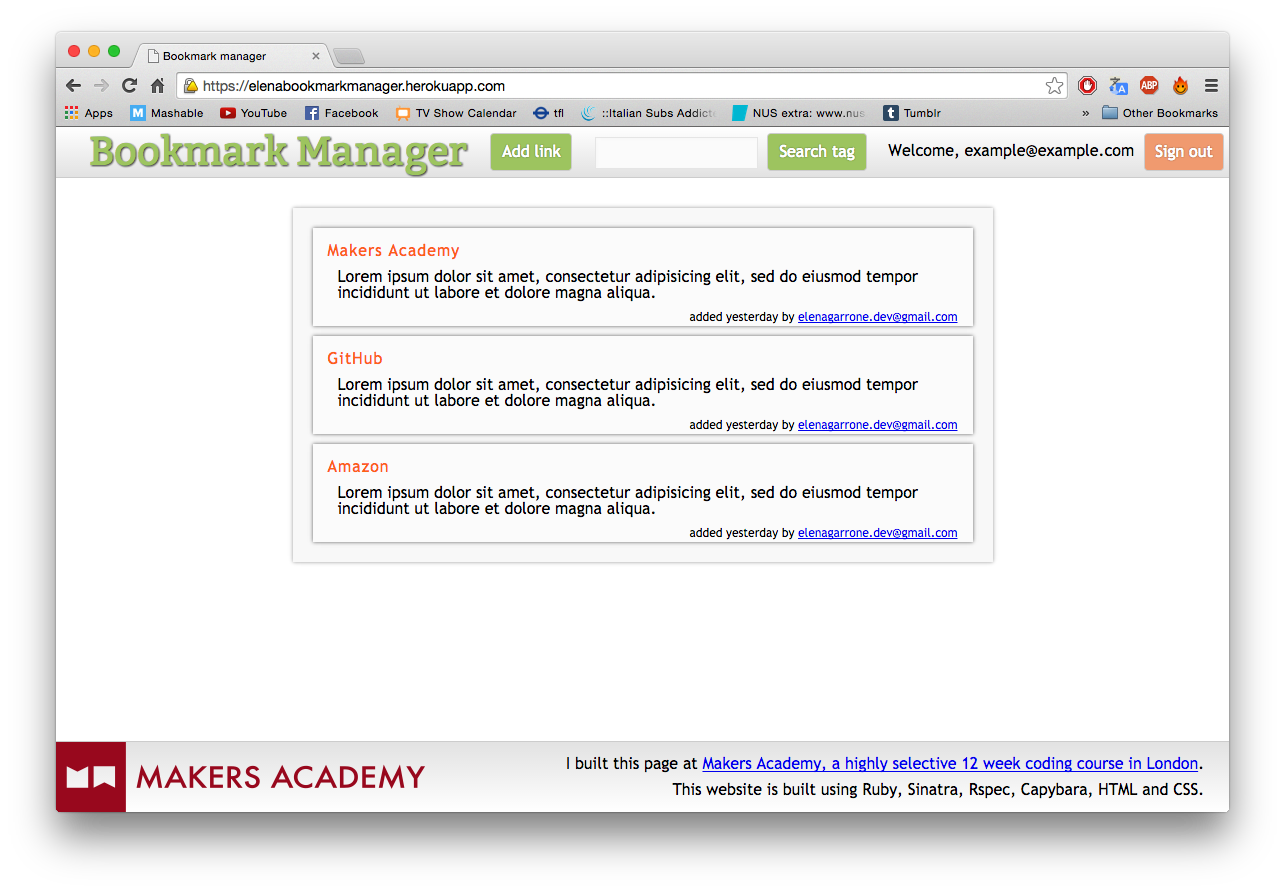 Bookmark manager
https://elenabookmarkmanager.herokuapp.com
ABP
Apps M Mashable YouTube f Facebook TV Show Calendar tfl ::Italian Subs Addict NUS extra: www.nus t Tumblr » Other Bookmarks
Bookmark Manager Add link Search tag Welcome, example@example.com Sign out
Makers Academy
Lorem ipsum dolor sit amet, consectetur adipisicing elit, sed do eiusmod tempor
incididunt ut labore et dolore magna aliqua.
added yesterday by elenagarrone.dev@gmail.com
GitHub
Lorem ipsum dolor sit amet, consectetur adipisicing elit, sed do eiusmod tempor
incididunt ut labore et dolore magna aliqua.
added yesterday by elenagarrone.dev@gmail.com
Amazon
Lorem ipsum dolor sit amet, consectetur adipisicing elit, sed do eiusmod tempor
incididunt ut labore et dolore magna aliqua.
added yesterday by elenagarrone.dev@gmail.com
MAKERS ACADEMY
I built this page at Makers Academy, a highly selective 12 week coding course in London.
This website is built using Ruby, Sinatra, Rspec, Capybara, HTML and CSS.